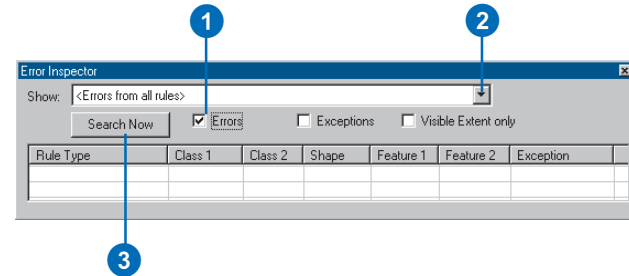 1 2
Error Inspector
Show: <Errors from all rules>
Search Now Errors Exceptions Visible Extent only
Rule Type Class 1 Class 2 Shape Feature 1 Feature 2 Exception
3